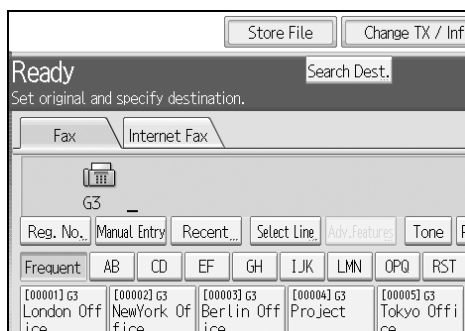 Store File Change TX / Inf
Ready Search Dest.
Set original and specify destination.
Fax Internet Fax
G3 _
Reg. No. Manual Entry Recent Select Line Adv.Features Tone
Frequent AB CD EF GH IJK LMN OPQ RST
[00001] G3 [00002] G3 [00003] G3 [00004] G3 [00005] G3
London Off NewYork Of Berlin Off Project Tokyo Offi
ice fice ice ce